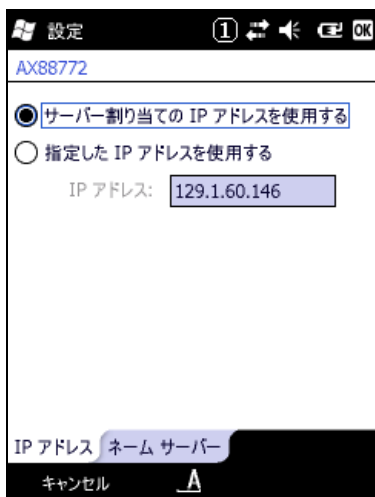 設定 1 OK
AX88772
サーバー割り当ての IP アドレスを使用する
指定した IP アドレスを使用する
IP アドレス: 129.1.60.146
IP アドレス ネーム サーバー
キャンセル A